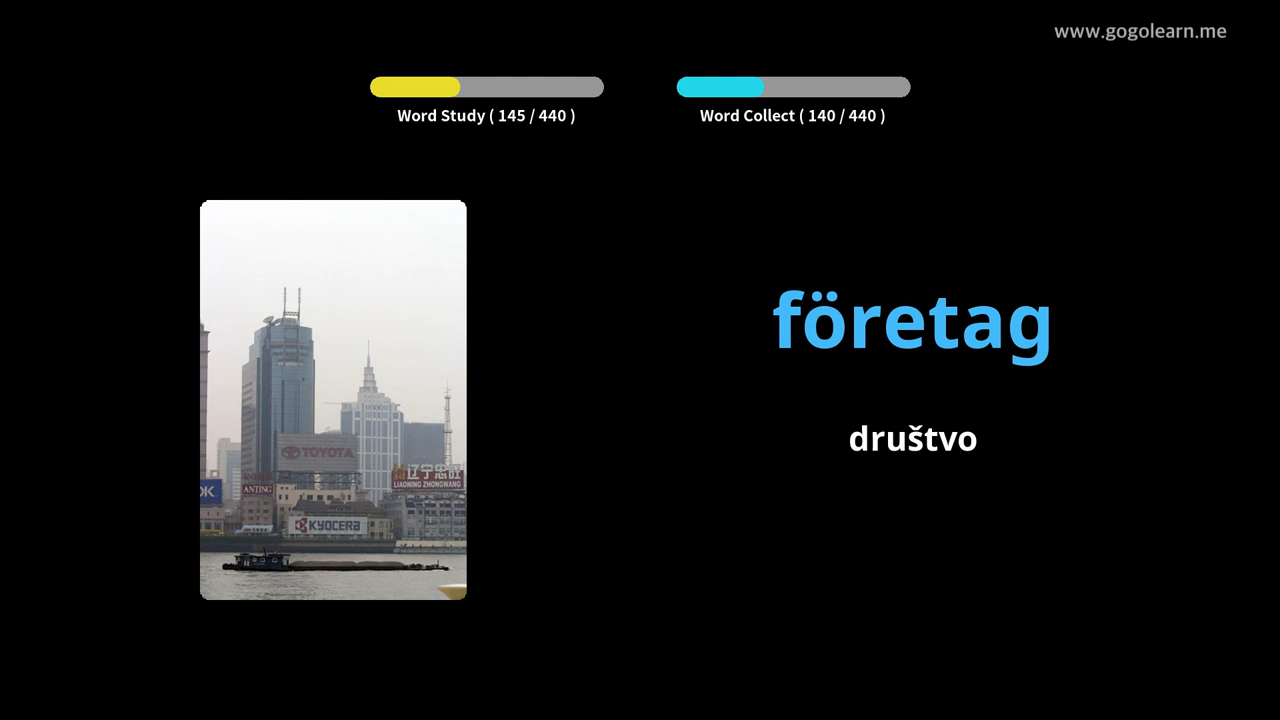 www.gogolearn.me
Word Study ( 145 / 440 )
Word Collect ( 140 / 440 )
företag
društvo
TOYOTA
辽宁忠旺
LIAONING ZHONGWANG
ANTING
KYOCERA